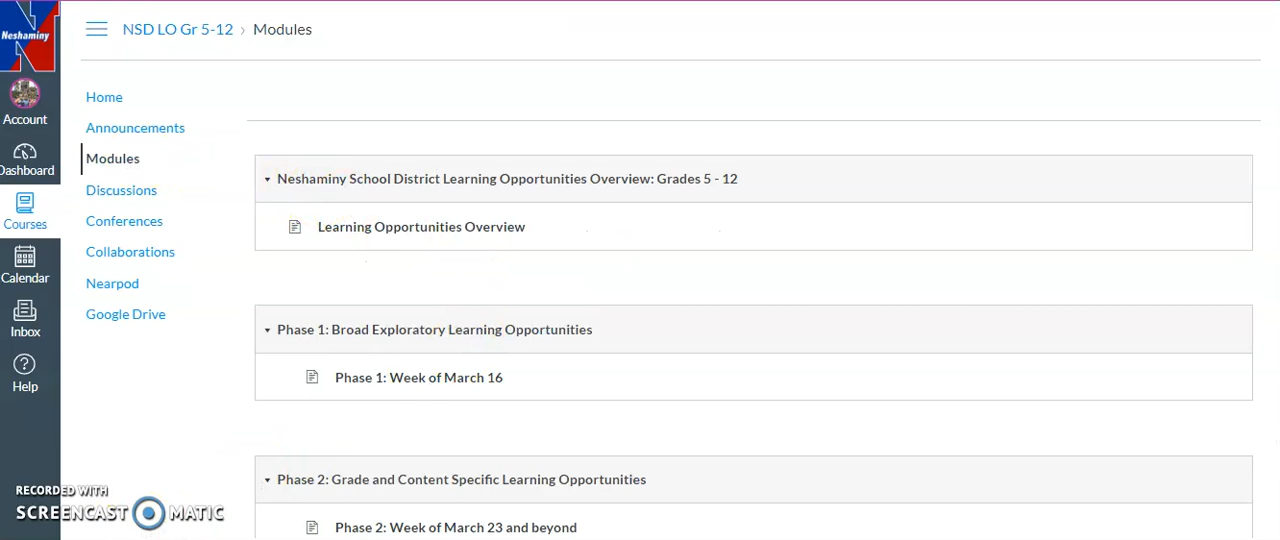 Neshaminy
NSD LO Gr 5-12 › Modules
Account
Dashboard
Courses
Calendar
Inbox
Help
Home
Announcements
Modules
Discussions
Conferences
Collaborations
Nearpod
Google Drive
Neshaminy School District Learning Opportunities Overview: Grades 5 - 12
Learning Opportunities Overview
Phase 1: Broad Exploratory Learning Opportunities
Phase 1: Week of March 16
Phase 2: Grade and Content Specific Learning Opportunities
Phase 2: Week of March 23 and beyond
RECORDED WITH
SCREENCAST MATIC